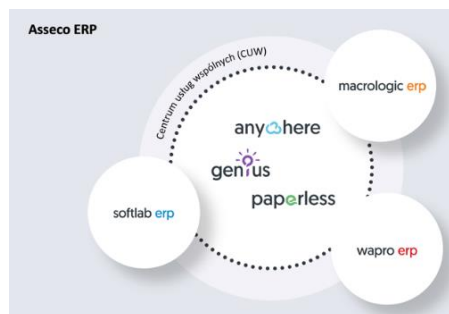 Asseco ERP
Centrum usług wspólnych (CUW)
macrologic erp
anywhere
genius
paperless
softlab erp
wapro erp